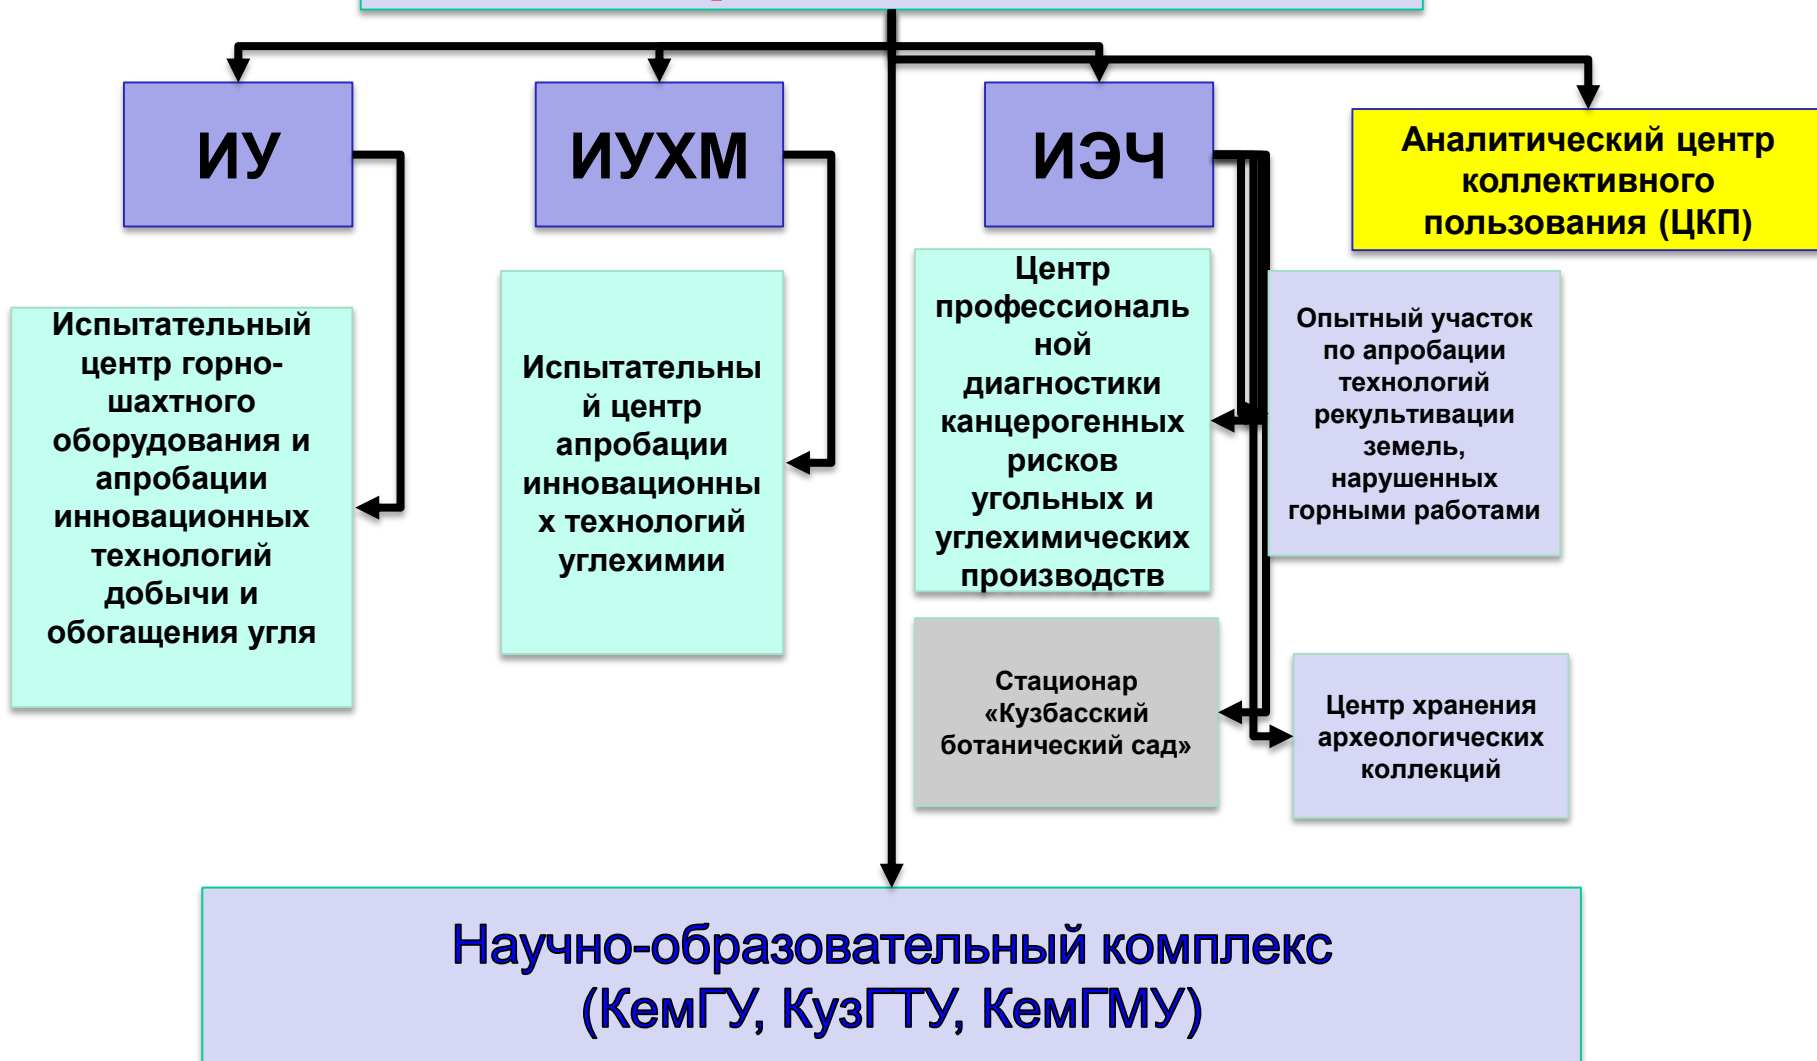 ИУ
ИУХМ
ИЭЧ
Аналитический центр
коллективного
пользования (ЦКП)
Испытательный
центр горно-
шахтного
оборудования и
апробации
инновационных
технологий
добычи и
обогащения угля
Испытательны
й центр
апробации
инновационны
х технологий
углехимии
Центр
профессиональ
ной
диагностики
канцерогенных
рисков
угольных и
углехимических
производств
Опытный участок
по апробации
технологий
рекультивации
земель,
нарушенных
горными работами
Стационар
«Кузбасский
ботанический сад»
Центр хранения
археологических
коллекций
Научно-образовательный комплекс
(КемГУ, КузГТУ, КемГМУ)